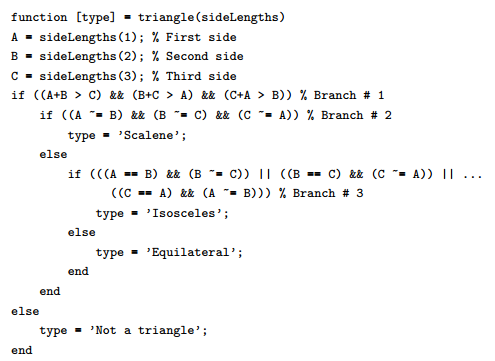 function [type] = triangle(sideLengths)
A = sideLengths(1); % First side
B = sideLengths(2); % Second side
C = sideLengths(3); % Third side
if ((A+B > C) && (B+C > A) && (C+A > B)) % Branch # 1
if ((A ~= B) && (B ~= C) && (C ~= A)) % Branch # 2
type = 'Scalene';
else
if (((A == B) && (B ~= C)) || ((B == C) && (C ~= A)) || ...
((C == A) && (A ~= B))) % Branch # 3
type = 'Isosceles';
else
type = 'Equilateral';
end
end
else
type = 'Not a triangle';
end